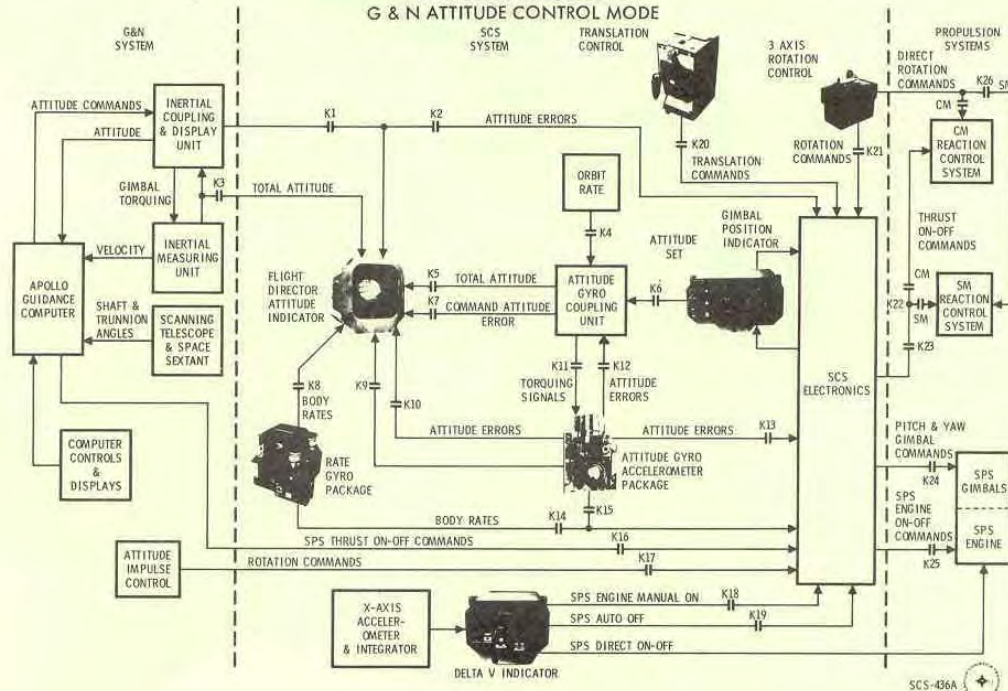 G & N ATTITUDE CONTROL MODE
G&N
SYSTEM
SCS
SYSTEM
TRANSLATION
CONTROL
3 AXIS
ROTATION
CONTROL
PROPULSION
SYSTEMS
DIRECT
ROTATION
COMMANDS
K26
SM
CM
CM
REACTION
CONTROL
SYSTEM
ATTITUDE COMMANDS
ATTITUDE
INERTIAL
COUPLING
& DISPLAY
UNIT
K1
K2
ATTITUDE ERRORS
K20
TRANSLATION
COMMANDS
ROTATION
COMMANDS
K21
GIMBAL
TORQUING
K3
TOTAL ATTITUDE
ORBIT
RATE
K4
VELOCITY
INERTIAL
MEASURING
UNIT
APOLLO
GUIDANCE
COMPUTER
SHAFT &
TRUNNION
ANGLES
SCANNING
TELESCOPE
& SPACE
SEXTANT
FLIGHT
DIRECTOR
ATTITUDE
INDICATOR
K5
TOTAL ATTITUDE
K7
COMMAND ATTITUDE
ERROR
ATTITUDE
GYRO
COUPLING
UNIT
ATTITUDE
SET
K6
GIMBAL
POSITION
INDICATOR
THRUST
ON-OFF
COMMANDS
CM
K22
SM
SM
REACTION
CONTROL
SYSTEM
K23
SCS
ELECTRONICS
K8
BODY
RATES
K9
K10
K11
TORQUING
SIGNALS
K12
ATTITUDE
ERRORS
ATTITUDE ERRORS
ATTITUDE ERRORS
K13
COMPUTER
CONTROLS
&
DISPLAYS
RATE
GYRO
PACKAGE
ATTITUDE GYRO
ACCELEROMETER
PACKAGE
K15
PITCH & YAW
GIMBAL
COMMANDS
K24
SPS
GIMBALS
BODY RATES
K14
SPS THRUST ON-OFF COMMANDS
K16
SPS
ENGINE
ON-OFF
COMMANDS
K25
SPS
ENGINE
ATTITUDE
IMPULSE
CONTROL
ROTATION COMMANDS
K17
X-AXIS
ACCELER-
OMETER
& INTEGRATOR
SPS ENGINE MANUAL ON
K18
SPS AUTO OFF
K19
SPS DIRECT ON-OFF
DELTA V INDICATOR
SCS-436A